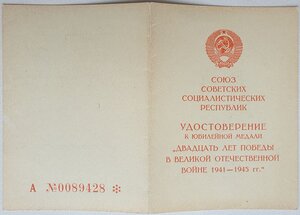 СОЮЗ
СОВЕТСКИХ
СОЦИАЛИСТИЧЕСКИХ
РЕСПУБЛИК
УДОСТОВЕРЕНИЕ
К ЮБИЛЕЙНОЙ МЕДАЛИ
„ДВАДЦАТЬ ЛЕТ ПОБЕДЫ
В ВЕЛИКОЙ ОТЕЧЕСТВЕННОЙ
ВОЙНЕ 1941—1945 гг."
А №0089428 *